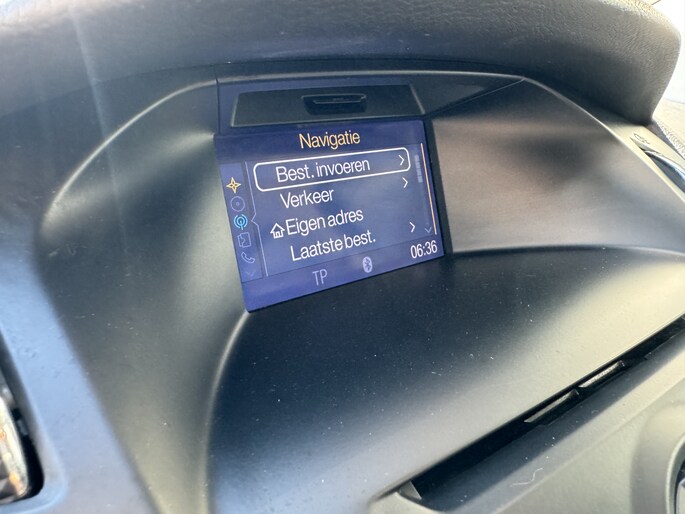 Navigatie
Best. invoeren
Verkeer
Eigen adres
Laatste best.
TP 06:36